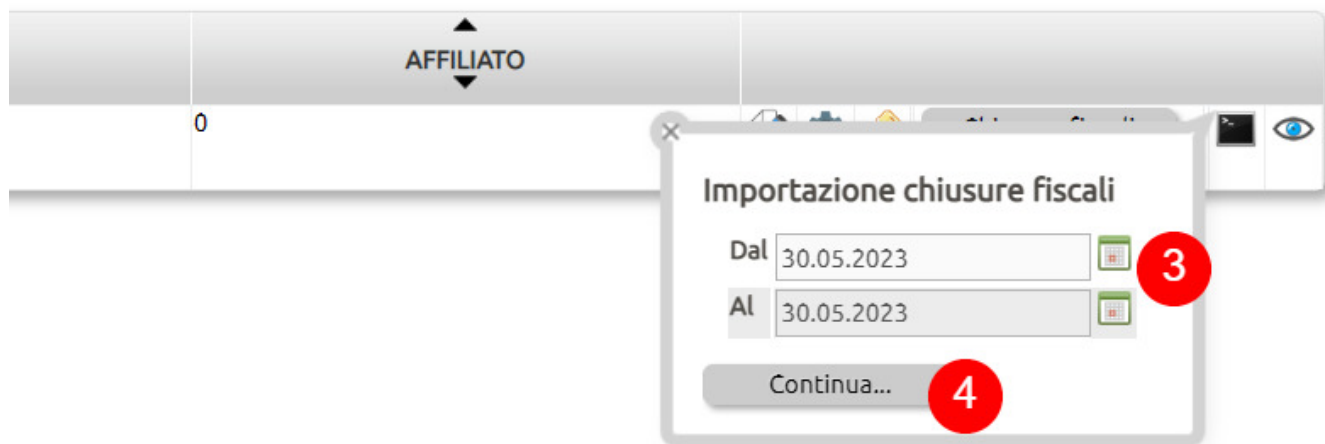 AFFILIATO
0
Importazione chiusure fiscali
Dal 30.05.2023
3
Al 30.05.2023
Continua...
4